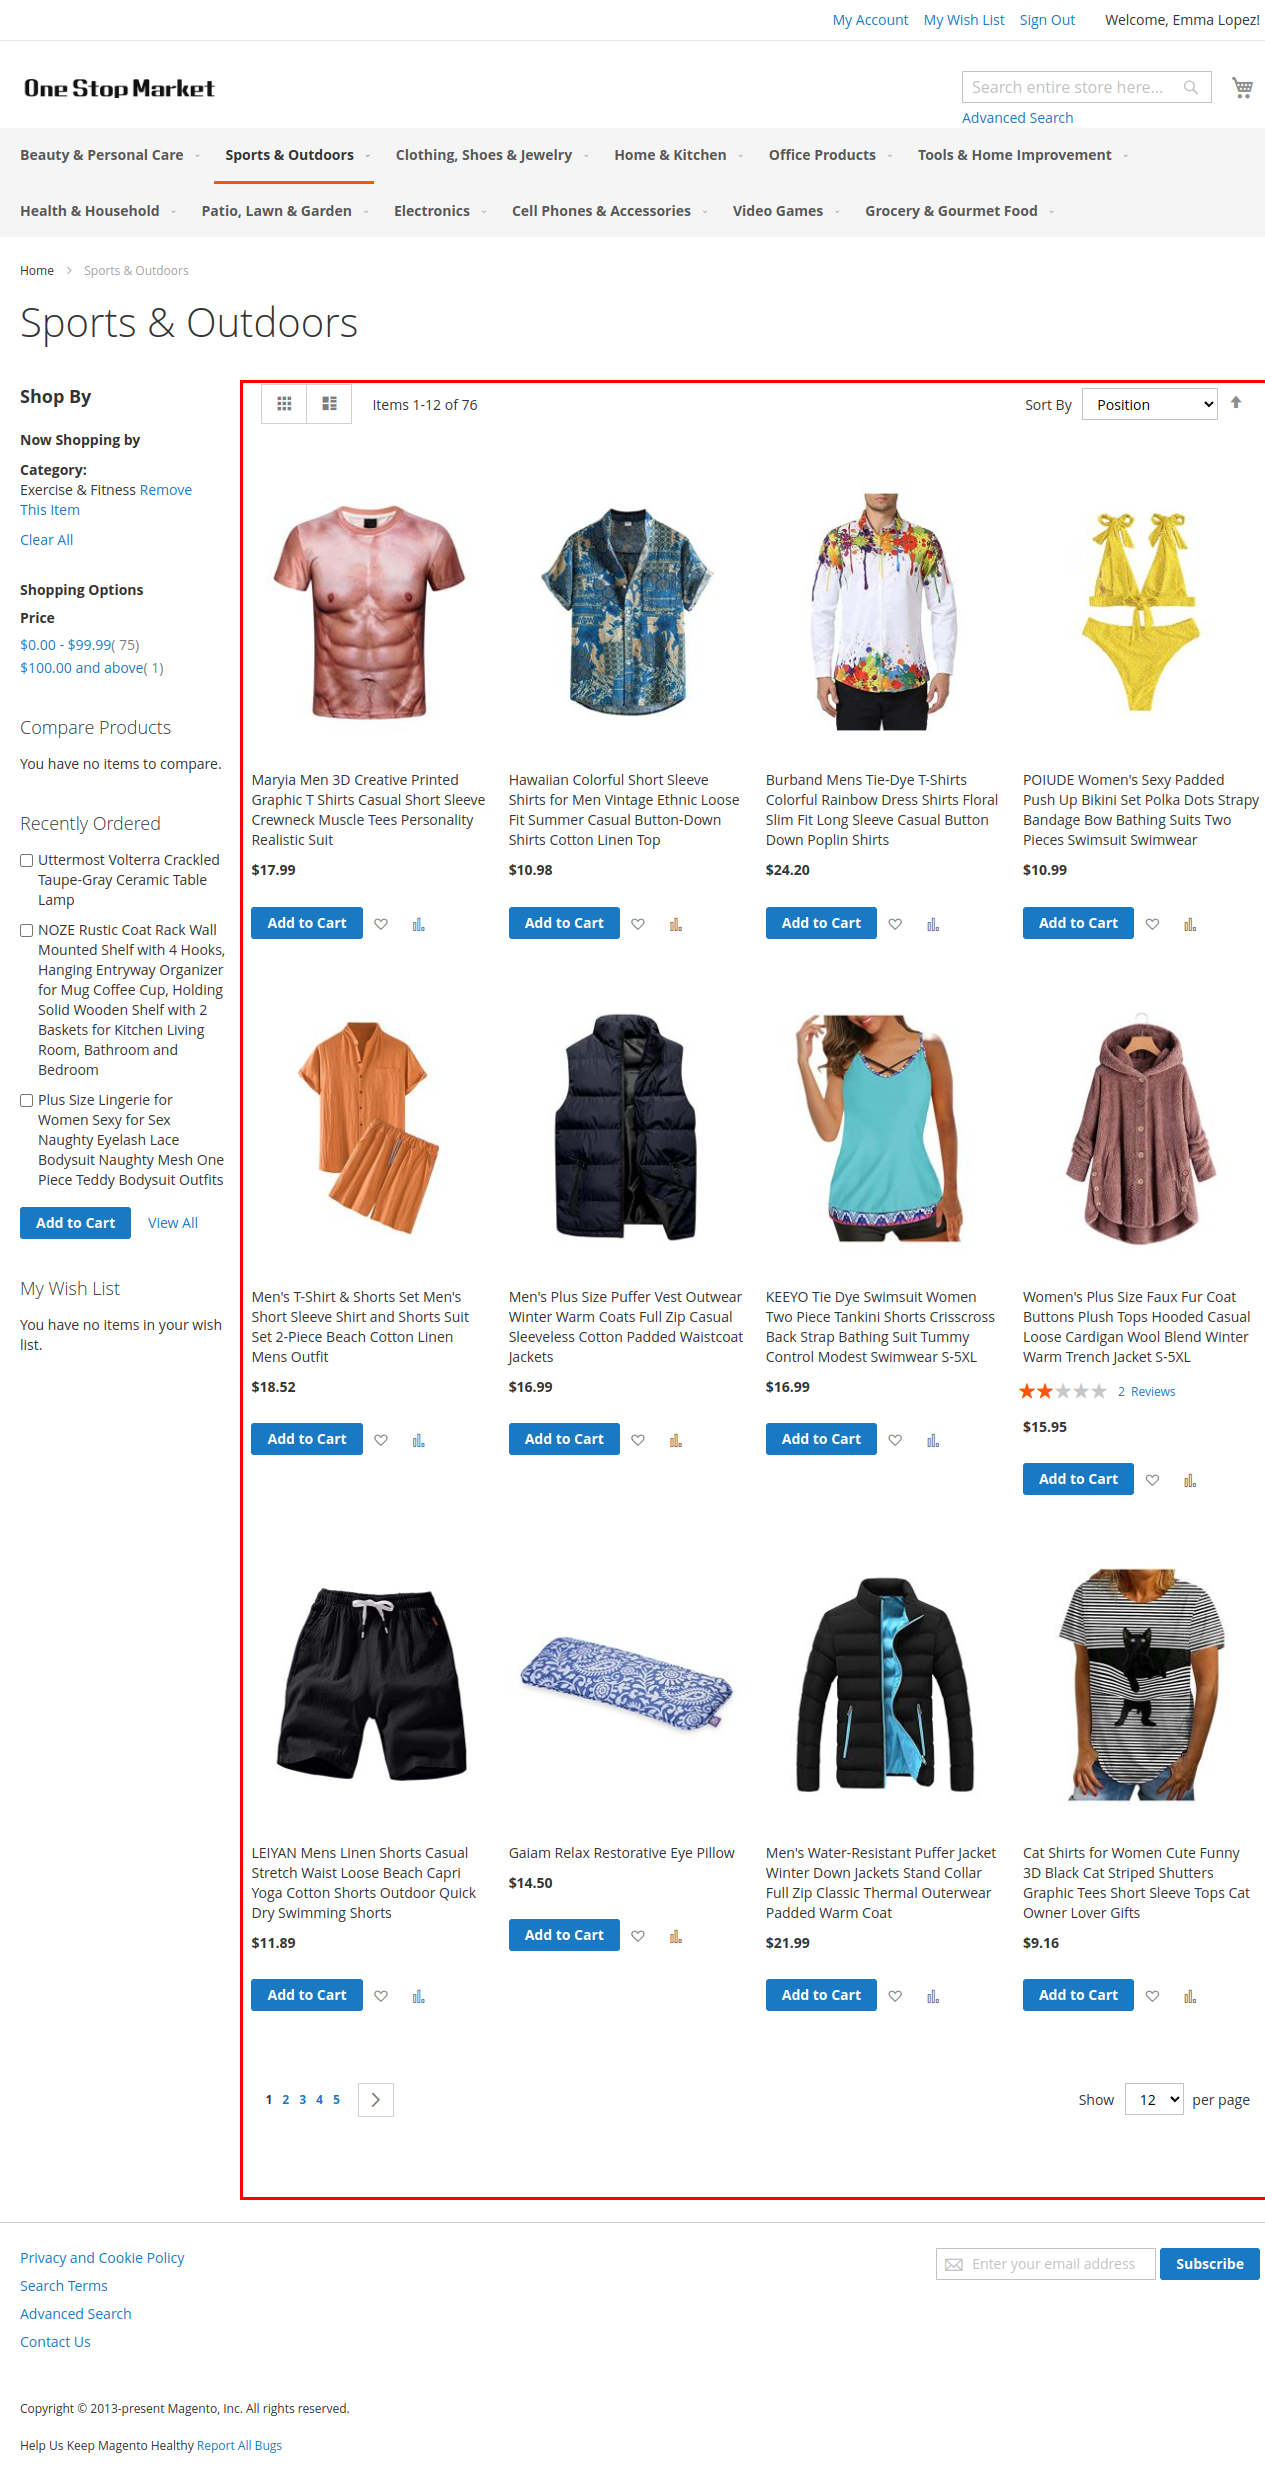 My Account My Wish List Sign Out Welcome, Emma Lopez!
One Stop Market
Search entire store here...
Advanced Search
Beauty & Personal Care Sports & Outdoors Clothing, Shoes & Jewelry Home & Kitchen Office Products Tools & Home Improvement
Health & Household Patio, Lawn & Garden Electronics Cell Phones & Accessories Video Games Grocery & Gourmet Food
Home Sports & Outdoors
Sports & Outdoors
Shop By
Now Shopping by
Category:
Exercise & Fitness Remove
This Item
Clear All
Shopping Options
Price
$0.00 - $99.99( 75)
$100.00 and above( 1)
Compare Products
You have no items to compare.
Recently Ordered
Uttermost Volterra Crackled
Taupe-Gray Ceramic Table
Lamp
NOZE Rustic Coat Rack Wall
Mounted Shelf with 4 Hooks,
Hanging Entryway Organizer
for Mug Coffee Cup, Holding
Solid Wooden Shelf with 2
Baskets for Kitchen Living
Room, Bathroom and
Bedroom
Plus Size Lingerie for
Women Sexy for Sex
Naughty Eyelash Lace
Bodysuit Naughty Mesh One
Piece Teddy Bodysuit Outfits
Add to Cart View All
My Wish List
You have no items in your wish
list.
Items 1-12 of 76
Sort By Position
Maryia Men 3D Creative Printed
Graphic T Shirts Casual Short Sleeve
Crewneck Muscle Tees Personality
Realistic Suit
$17.99
Add to Cart
Hawaiian Colorful Short Sleeve
Shirts for Men Vintage Ethnic Loose
Fit Summer Casual Button-Down
Shirts Cotton Linen Top
$10.98
Add to Cart
Burband Mens Tie-Dye T-Shirts
Colorful Rainbow Dress Shirts Floral
Slim Fit Long Sleeve Casual Button
Down Poplin Shirts
$24.20
Add to Cart
POIUDE Women's Sexy Padded
Push Up Bikini Set Polka Dots Strapy
Bandage Bow Bathing Suits Two
Pieces Swimsuit Swimwear
$10.99
Add to Cart
Men's T-Shirt & Shorts Set Men's
Short Sleeve Shirt and Shorts Suit
Set 2-Piece Beach Cotton Linen
Mens Outfit
$18.52
Add to Cart
Men's Plus Size Puffer Vest Outwear
Winter Warm Coats Full Zip Casual
Sleeveless Cotton Padded Waistcoat
Jackets
$16.99
Add to Cart
KEEYO Tie Dye Swimsuit Women
Two Piece Tankini Shorts Crisscross
Back Strap Bathing Suit Tummy
Control Modest Swimwear S-5XL
$16.99
Add to Cart
Women's Plus Size Faux Fur Coat
Buttons Plush Tops Hooded Casual
Loose Cardigan Wool Blend Winter
Warm Trench Jacket S-5XL
2 Reviews
$15.95
Add to Cart
LEIYAN Mens Linen Shorts Casual
Stretch Waist Loose Beach Capri
Yoga Cotton Shorts Outdoor Quick
Dry Swimming Shorts
$11.89
Add to Cart
Gaiam Relax Restorative Eye Pillow
$14.50
Add to Cart
Men's Water-Resistant Puffer Jacket
Winter Down Jackets Stand Collar
Full Zip Classic Thermal Outerwear
Padded Warm Coat
$21.99
Add to Cart
Cat Shirts for Women Cute Funny
3D Black Cat Striped Shutters
Graphic Tees Short Sleeve Tops Cat
Owner Lover Gifts
$9.16
Add to Cart
1 2 3 4 5
Show 12 per page
Privacy and Cookie Policy
Search Terms
Advanced Search
Contact Us
Enter your email address Subscribe
Copyright © 2013-present Magento, Inc. All rights reserved.
Help Us Keep Magento Healthy Report All Bugs